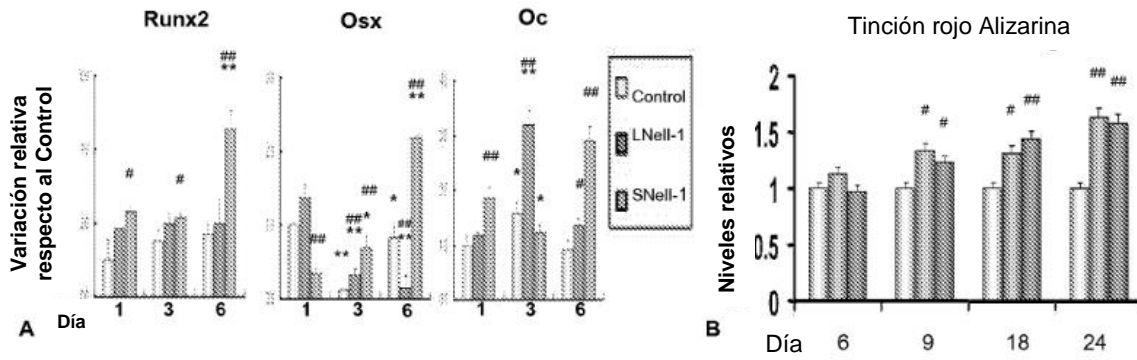 Runx2
Osx
Oc
Variación relativa
respecto al Control
#
#
##
**
##
**
##
**
##
*
*
##
**
##
**
##
*
##
**
*
#
##
Control
LNell-1
SNell-1
A
Día
1 3 6
1 3 6
1 3 6
Tinción rojo Alizarina
Niveles relativos
2
1.5
1
0.5
0
#
#
#
##
##
##
B
Día 6 9 18 24